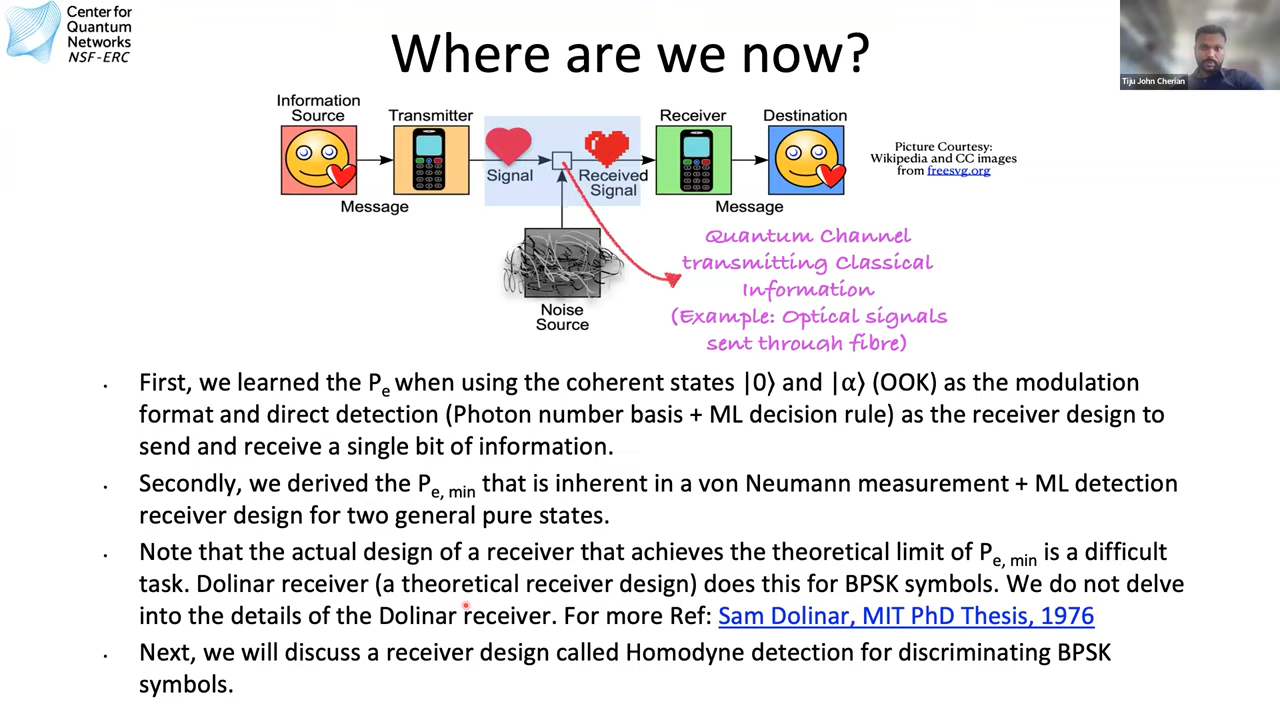 Center for
Quantum
Networks
NSF-ERC
Where are we now?
Tiju John Cherian
Information
Source
Transmitter
Receiver
Destination
Signal
Received
Signal
Message
Message
Noise
Source
Picture Courtesy:
Wikipedia and CC images
from freesvg.org
Quantum Channel
transmitting Classical
Information
(Example: Optical signals
sent through fibre)
· First, we learned the Pe when using the coherent states |0⟩ and |α⟩ (OOK) as the modulation
format and direct detection (Photon number basis + ML decision rule) as the receiver design to
send and receive a single bit of information.
· Secondly, we derived the Pe, min that is inherent in a von Neumann measurement + ML detection
receiver design for two general pure states.
· Note that the actual design of a receiver that achieves the theoretical limit of Pe, min is a difficult
task. Dolinar receiver (a theoretical receiver design) does this for BPSK symbols. We do not delve
into the details of the Dolinar receiver. For more Ref: Sam Dolinar, MIT PhD Thesis, 1976
· Next, we will discuss a receiver design called Homodyne detection for discriminating BPSK
symbols.